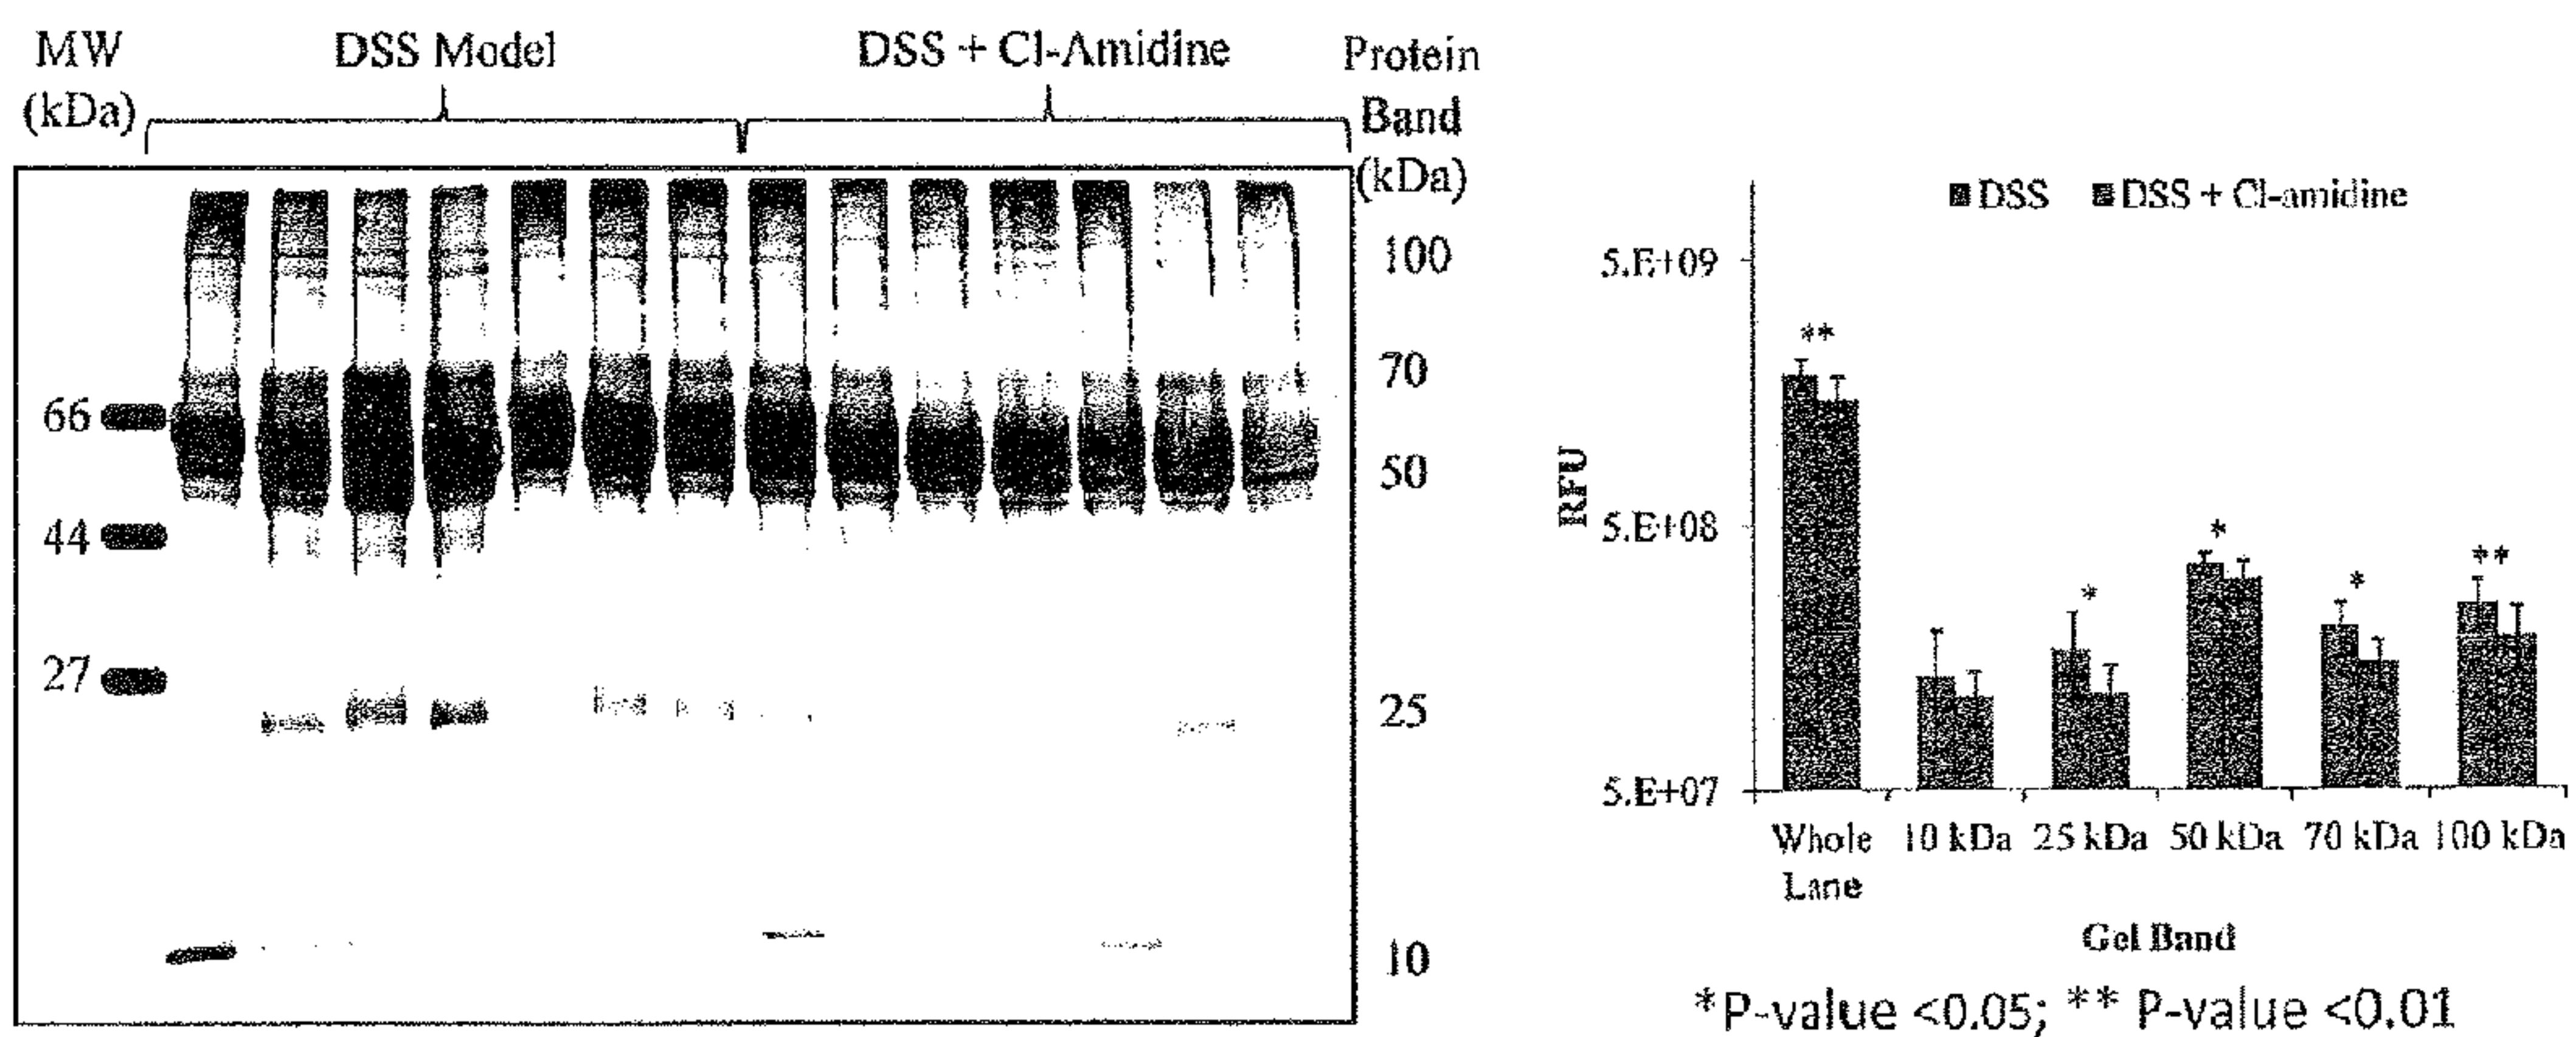 MW
(kDa)
DSS Model
DSS + Cl-Amidine
Protein
Band
(kDa)
66
44
27
100
70
50
25
10
DSS
DSS + Cl-amidine
RFU
5.E+09
5.E+08
5.E+07
**
*
*
*
**
Whole
Lane
10 kDa
25 kDa
50 kDa
70 kDa
100 kDa
Gel Band
*P-value <0.05; ** P-value <0.01